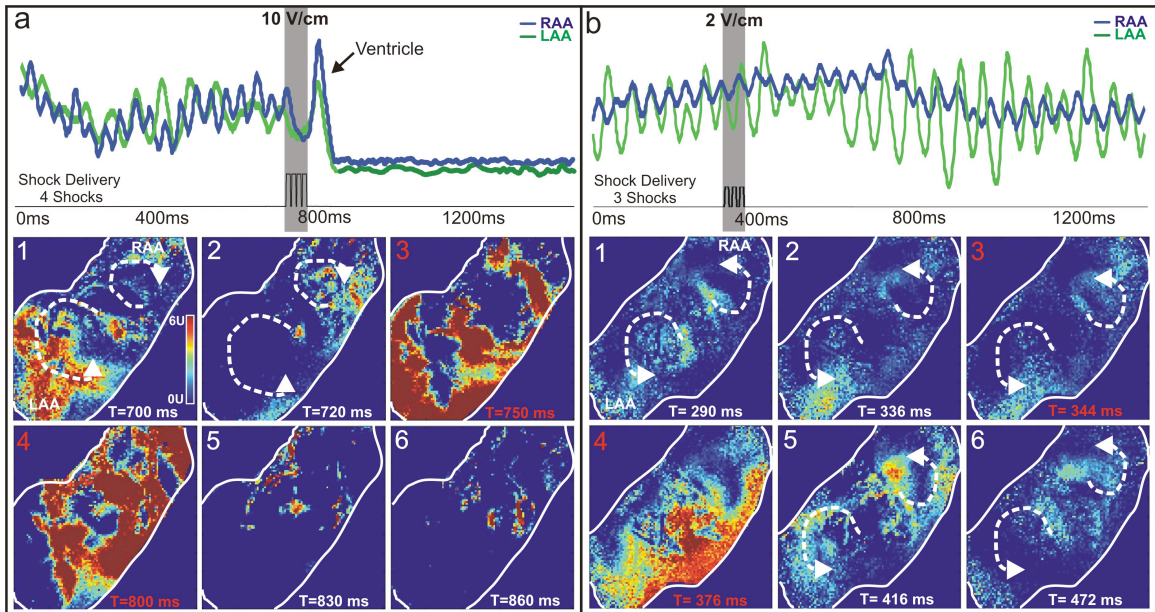 a
10 V/cm
RAA
LAA
Ventricle
Shock Delivery
4 Shocks
0ms 400ms 800ms 1200ms
1
RAA
6U
0U
LAA
T=700 ms
2
T=720 ms
3
T=750 ms
4
T=800 ms
5
T=830 ms
6
T=860 ms
b
2 V/cm
RAA
LAA
Shock Delivery
3 Shocks
0ms 400ms 800ms 1200ms
1
RAA
LAA
T= 290 ms
2
T= 336 ms
3
T= 344 ms
4
T= 376 ms
5
T= 416 ms
6
T= 472 ms